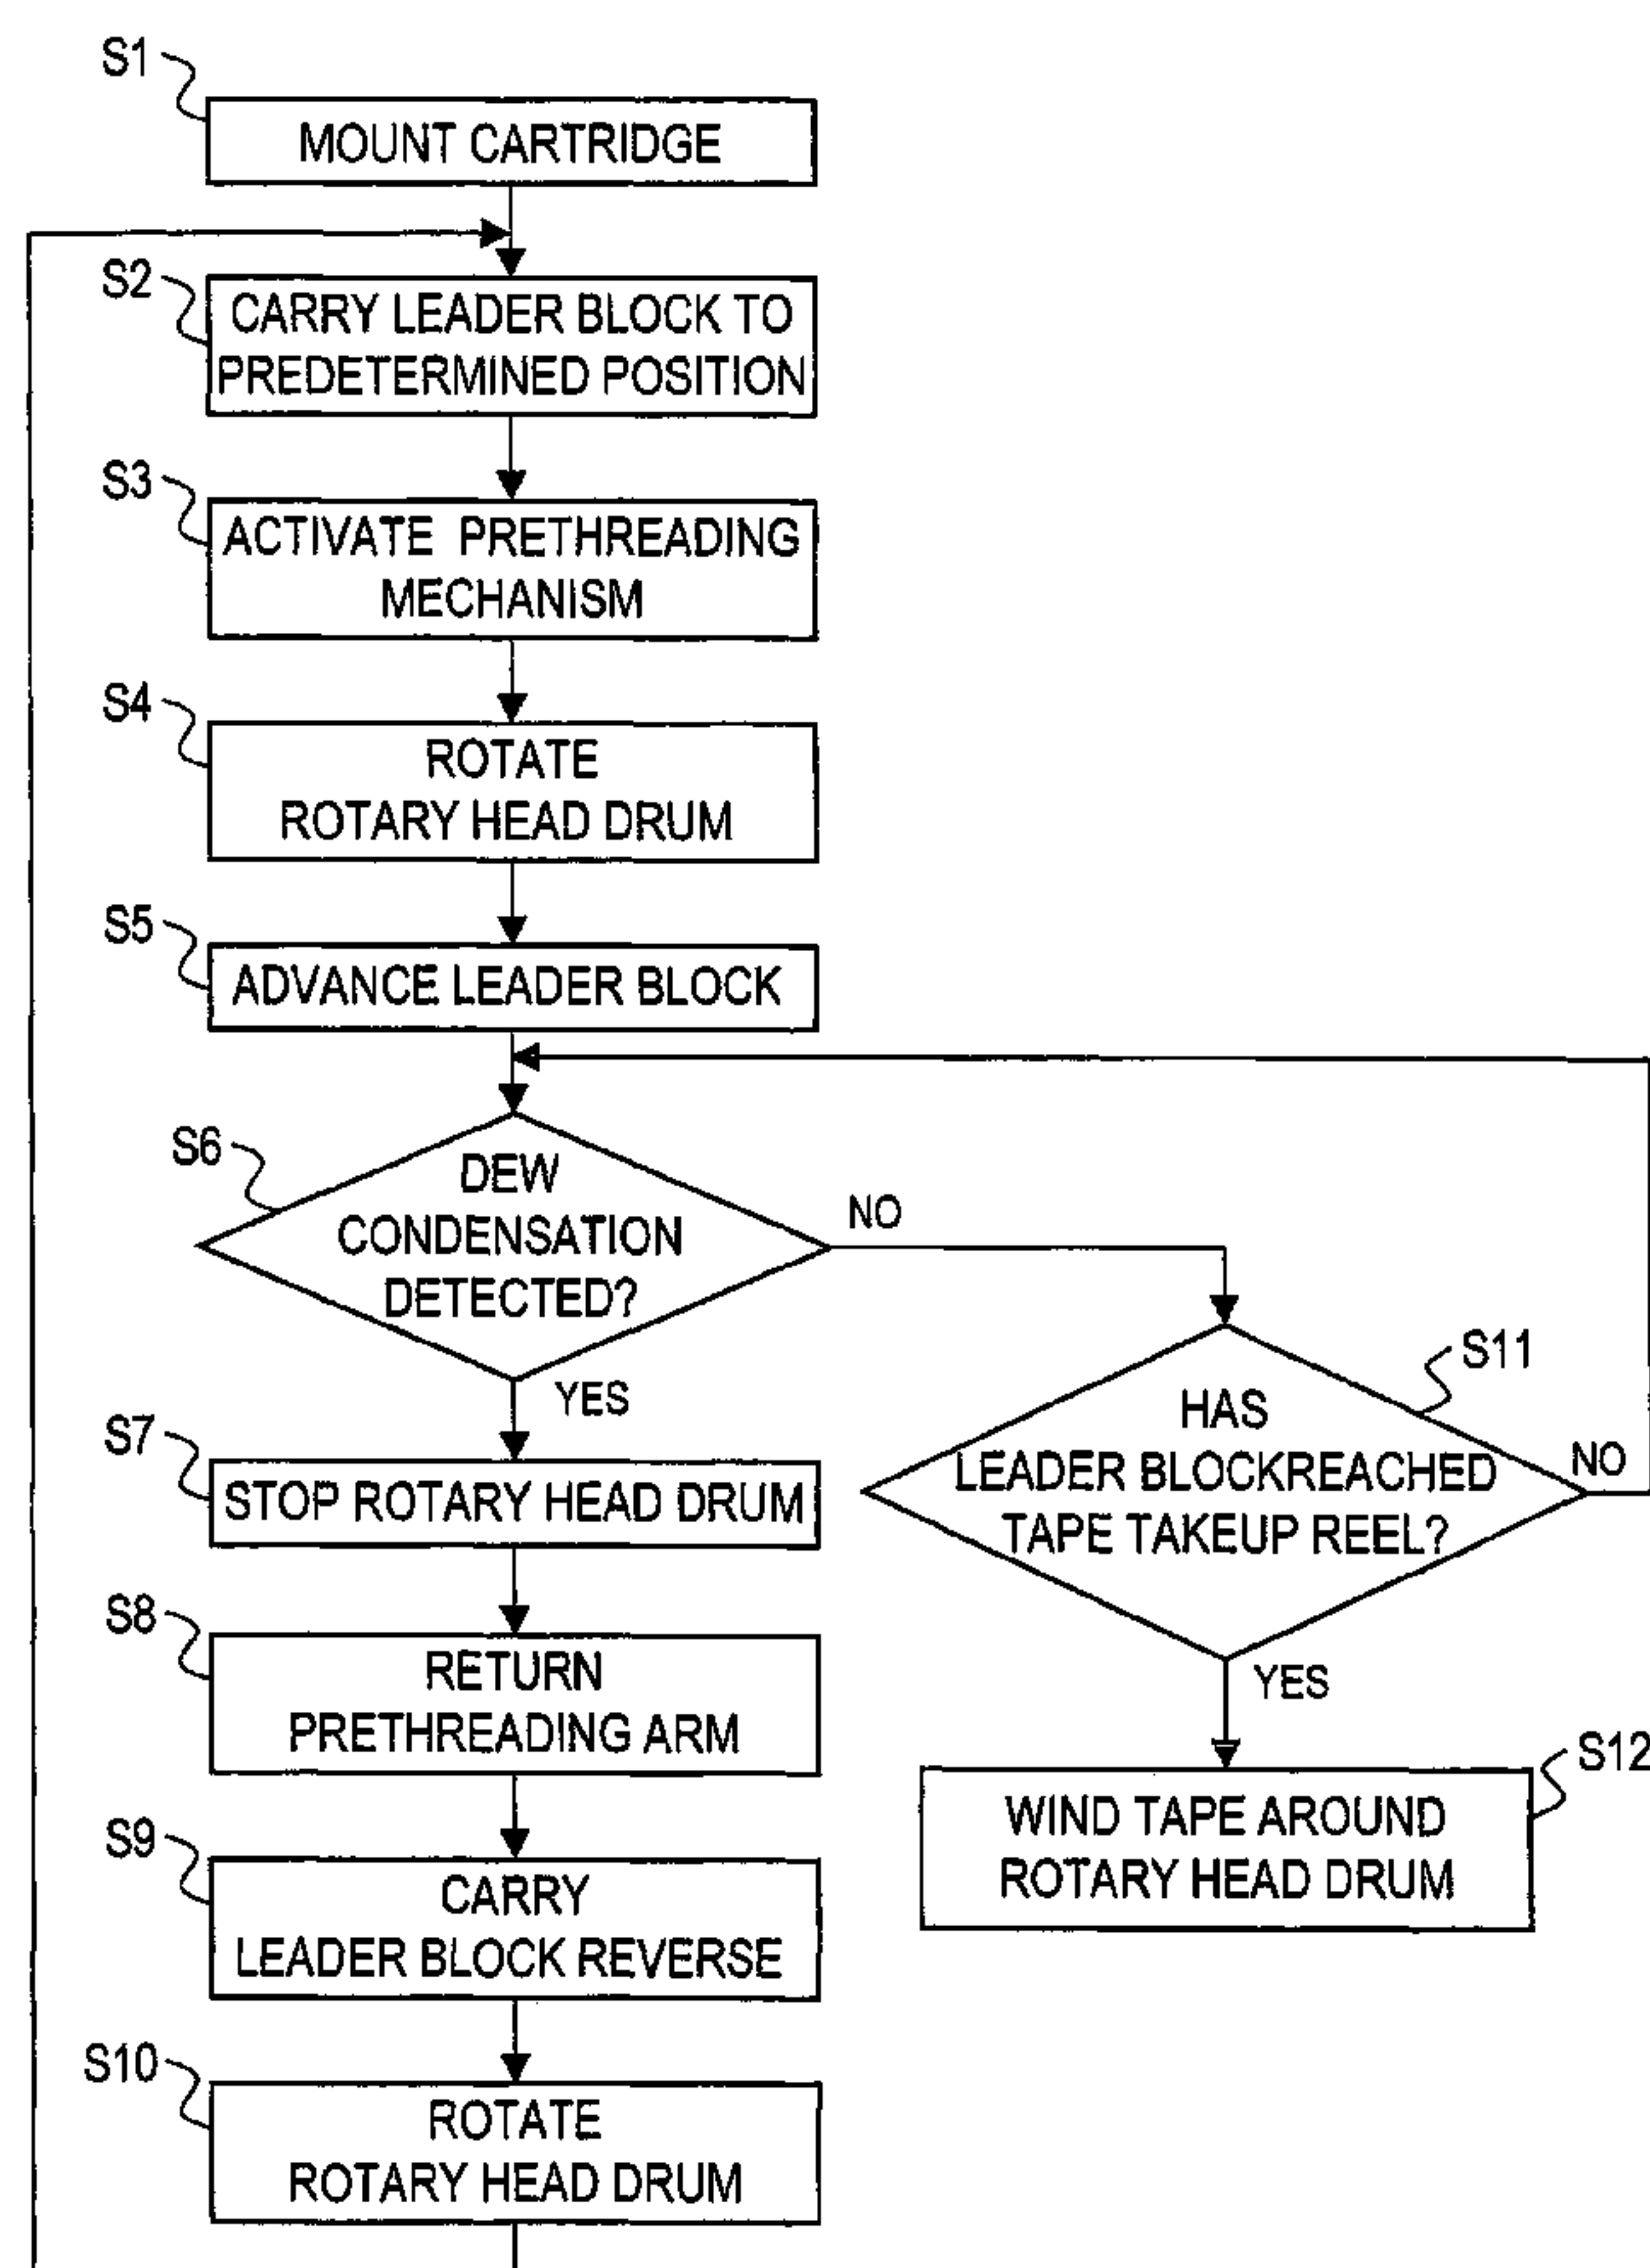 S1
MOUNT CARTRIDGE
S2
CARRY LEADER BLOCK TO
PREDETERMINED POSITION
S3
ACTIVATE PRETHREADING
MECHANISM
S4
ROTATE
ROTARY HEAD DRUM
S5
ADVANCE LEADER BLOCK
S6
DEW
CONDENSATION
DETECTED?
NO
YES
S11
HAS
LEADER BLOCKREACHED
TAPE TAKEUP REEL?
NO
YES
S7
STOP ROTARY HEAD DRUM
S8
RETURN
PRETHREADING ARM
S12
WIND TAPE AROUND
ROTARY HEAD DRUM
S9
CARRY
LEADER BLOCK REVERSE
S10
ROTATE
ROTARY HEAD DRUM